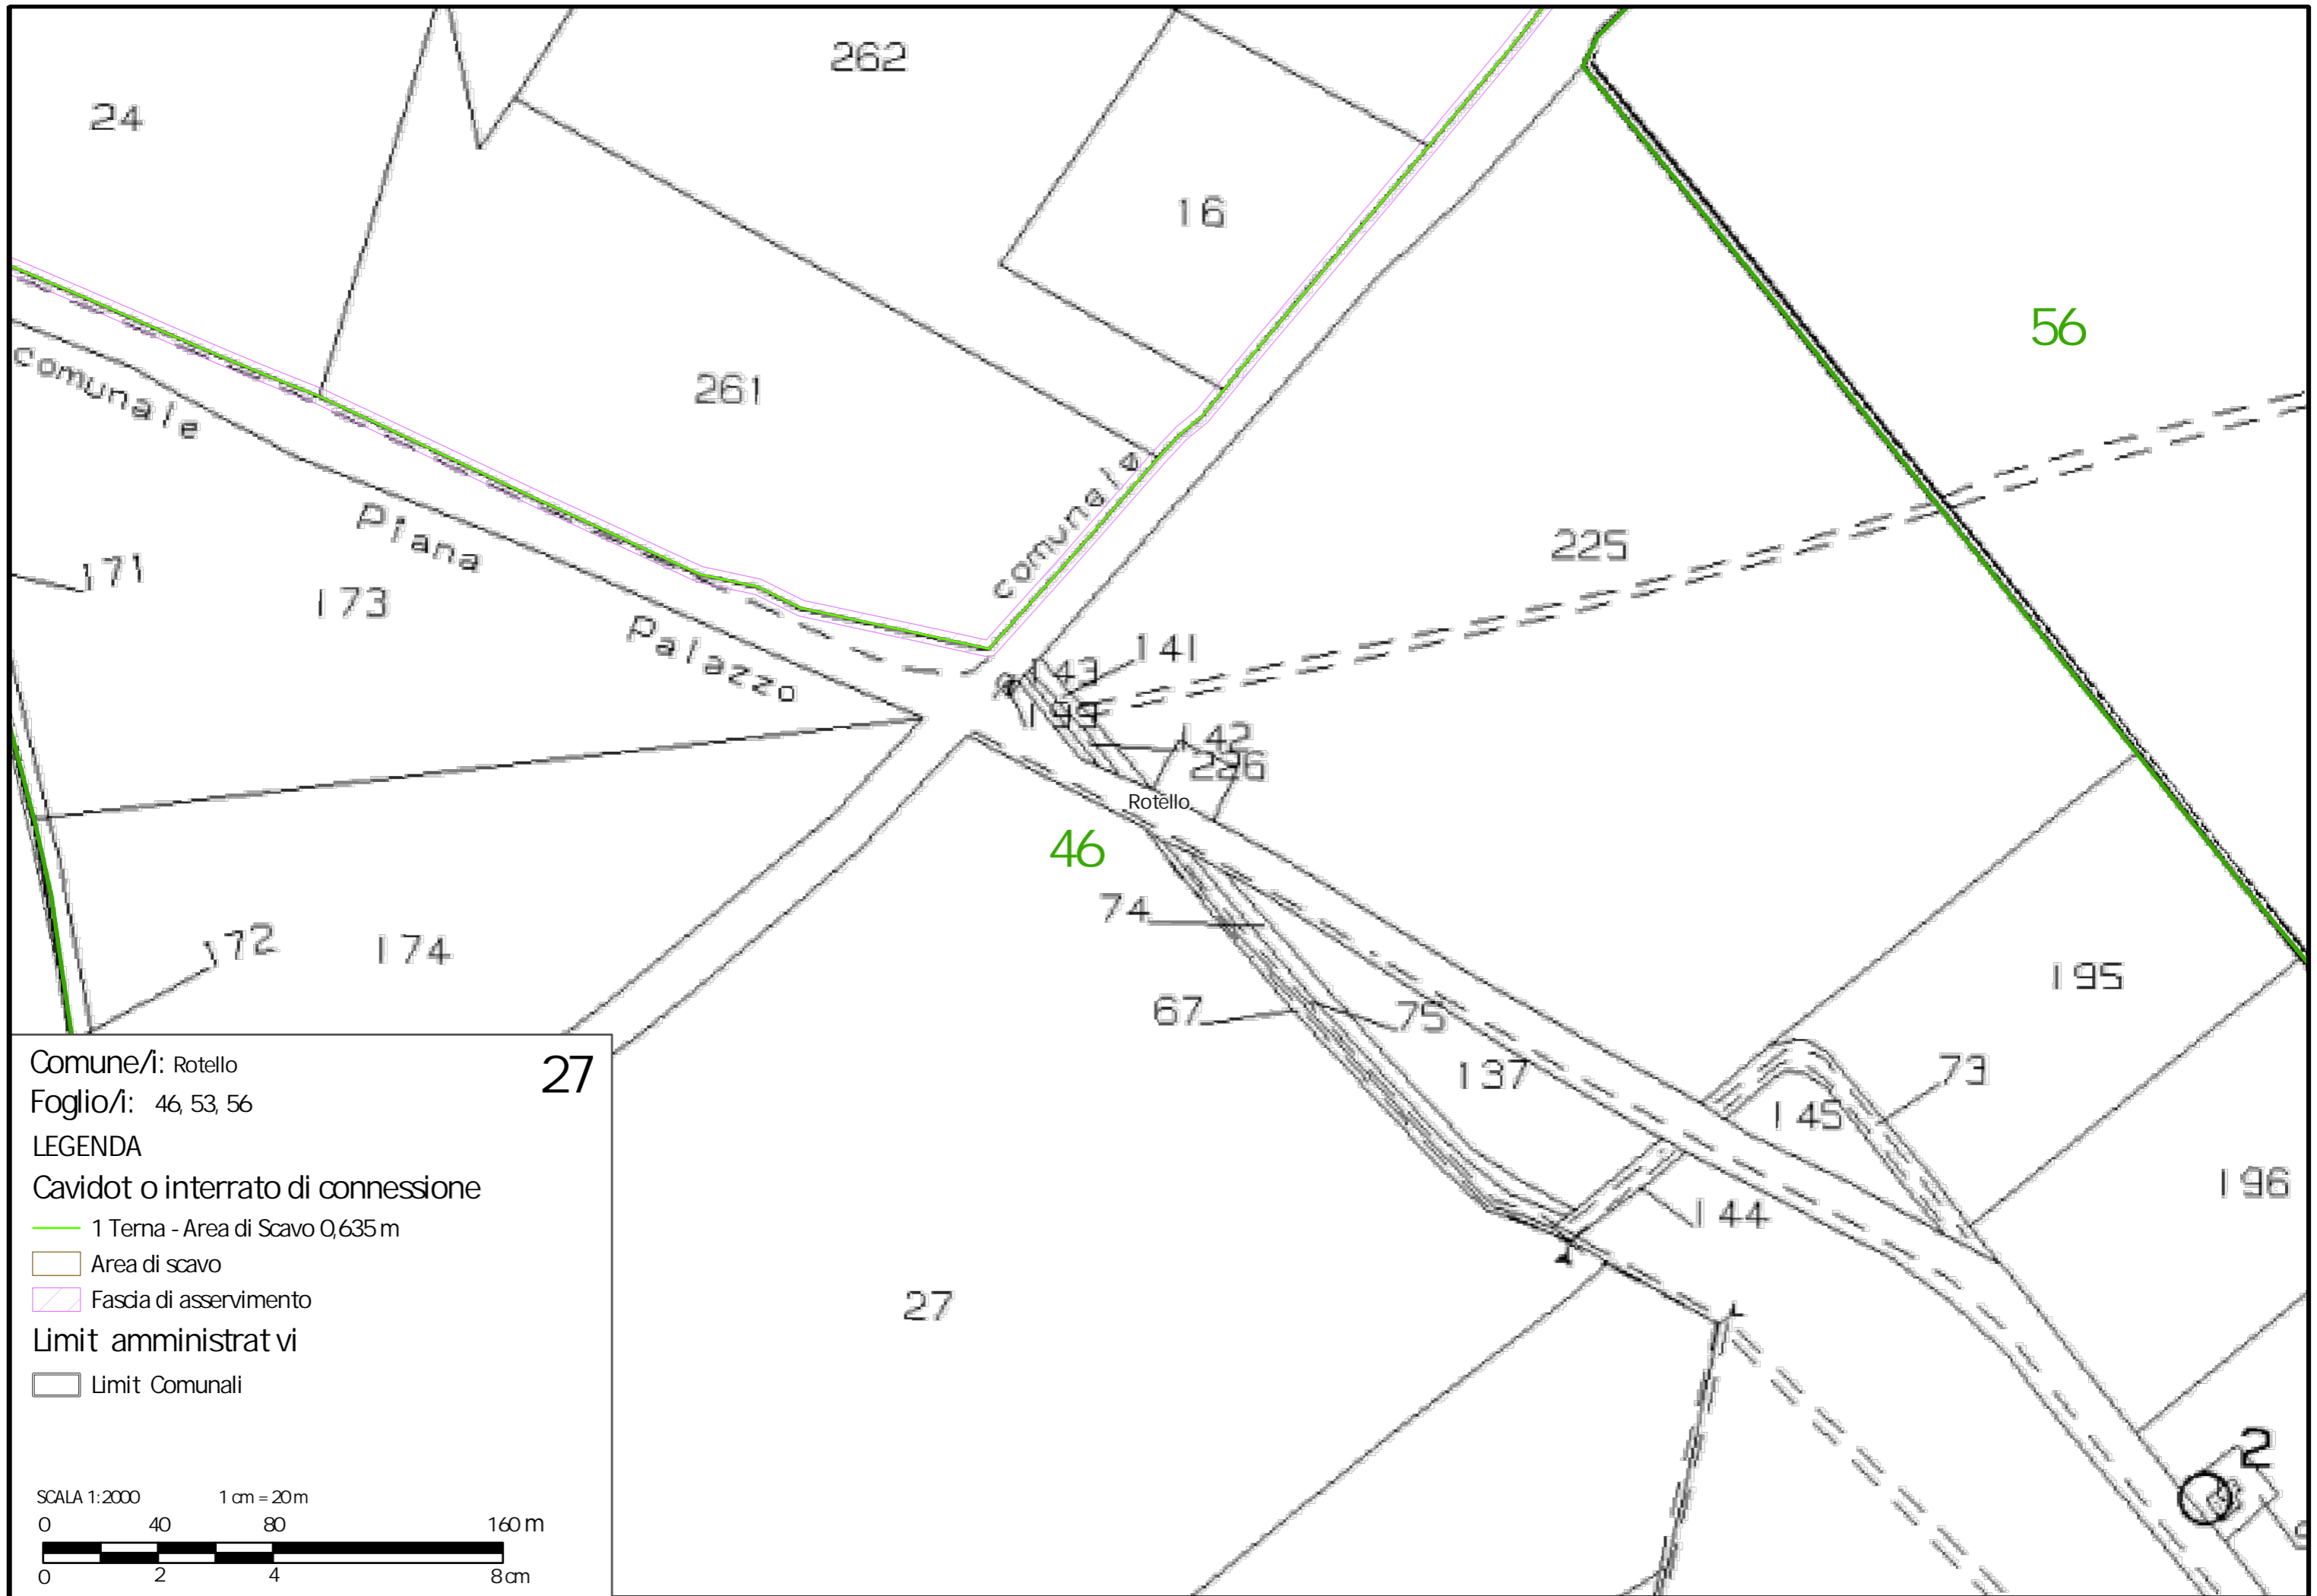 262
24
16
56
261
comunale
comunale
Piana
225
171
173
Palazzo
141
143
199
142
226
Rotello
46
74
172
174
195
67
75
137
73
145
144
196
27
2
Comune/i: Rotello
27
Foglio/i: 46, 53, 56
LEGENDA
Cavidot o interrato di connessione
1 Terna - Area di Scavo 0,635 m
Area di scavo
Fascia di asservimento
Limit amministrat vi
Limit Comunali
SCALA 1:2000 1 cm = 20 m
0 40 80 160 m
0 2 4 8 cm